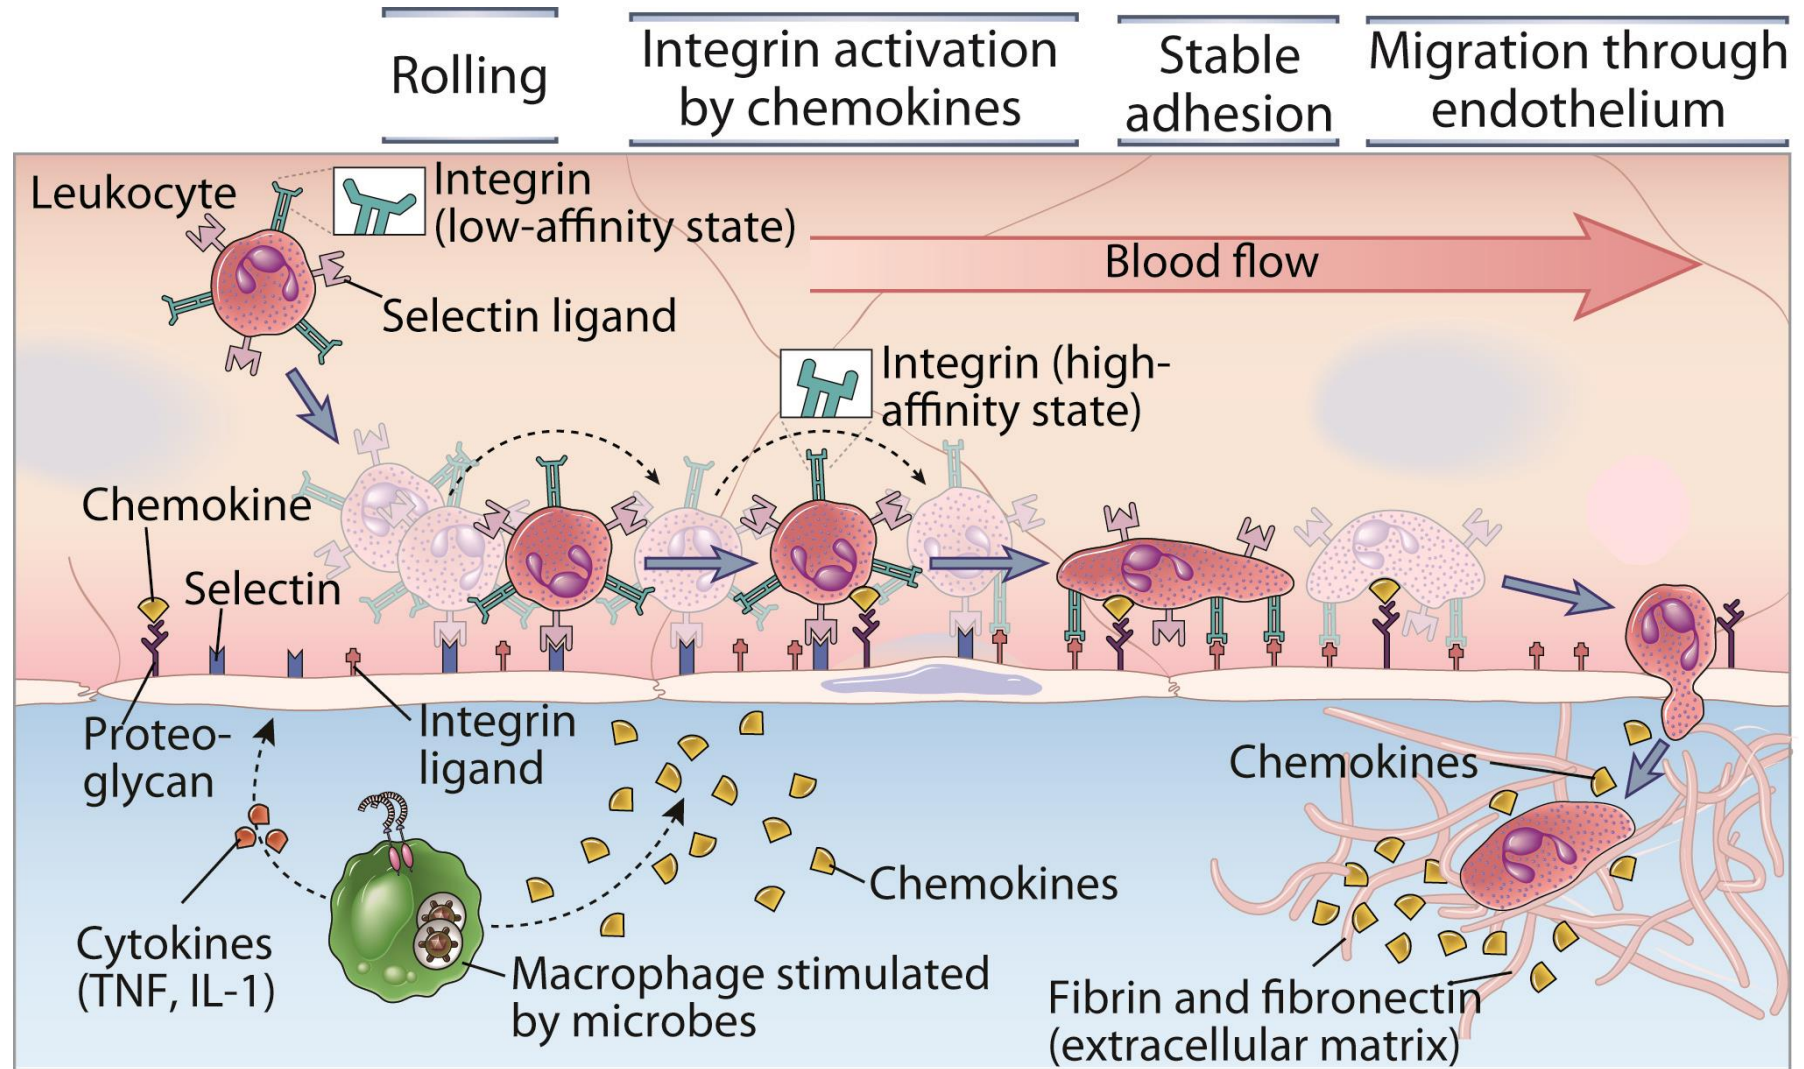 Rolling
Integrin activation
by chemokines
Stable
adhesion
Migration through
endothelium
Leukocyte
Integrin
(low-affinity state)
Blood flow
Selectin ligand
Integrin (high-
affinity state)
Chemokine
Selectin
Proteo-
glycan
Integrin
ligand
Chemokines
Chemokines
Cytokines
(TNF, IL-1)
Macrophage stimulated
by microbes
Fibrin and fibronectin
(extracellular matrix)